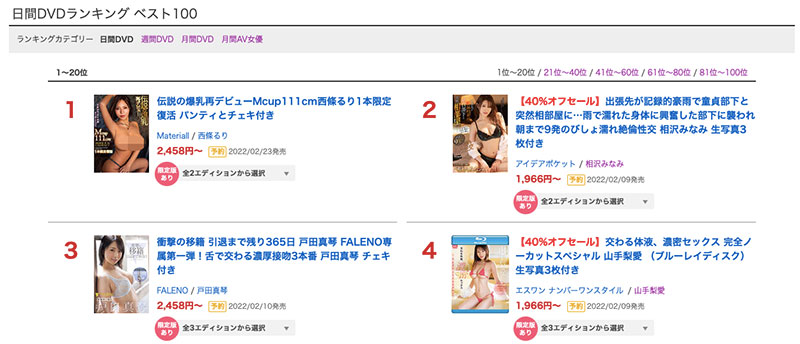 日間DVDランキング ベスト100
ランキングカテゴリー 日間DVD 週間DVD 月間DVD 月間AV女優
1〜20位
1位〜20位 / 21位〜40位 / 41位〜60位 / 61位〜80位 / 81位〜100位
1
伝説の爆乳再デビューMcup111cm西條るり1本限定
復活 パンティとチェキ付き
Materiall / 西條るり
2,458円〜 予約 2022/02/23発売
限定版
あり
全2エディションから選択
2
【40%オフセール】出張先が記録的豪雨で童貞部下と
突然相部屋に…雨で濡れた身体に興奮した部下に襲われ
朝まで9発のびしょ濡れ絶倫性交 相沢みなみ 生写真3
枚付き
アイデアポケット / 相沢みなみ
1,966円〜 予約 2022/02/09発売
限定版
あり
全2エディションから選択
3
衝撃の移籍 引退まで残り365日 戸田真琴 FALENO専
属第一弾！舌で交わる濃厚接吻3本番 戸田真琴 チェキ
付き
FALENO / 戸田真琴
2,458円〜 予約 2022/02/10発売
限定版
あり
全3エディションから選択
4
【40%オフセール】交わる体液、濃密セックス 完全ノ
ーカットスペシャル 山手梨愛 （ブルーレイディスク）
生写真3枚付き
エスワン ナンバーワンスタイル / 山手梨愛
1,966円〜 予約 2022/02/09発売
限定版
あり
全3エディションから選択